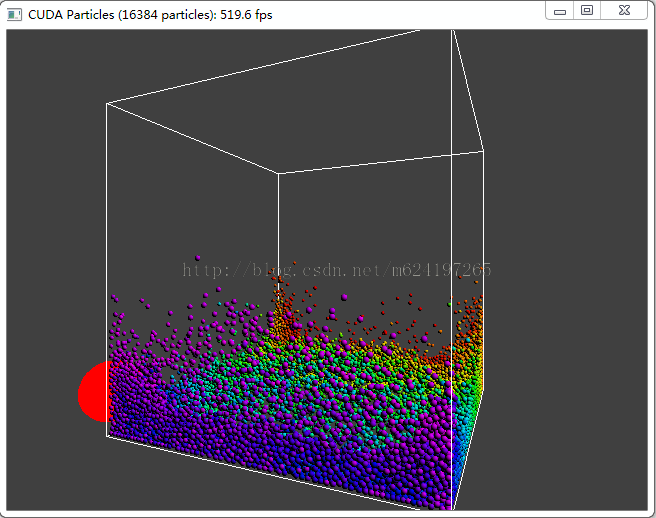 CUDA Particles (16384 particles): 519.6 fps
http://blog.csdn.net/m624197265